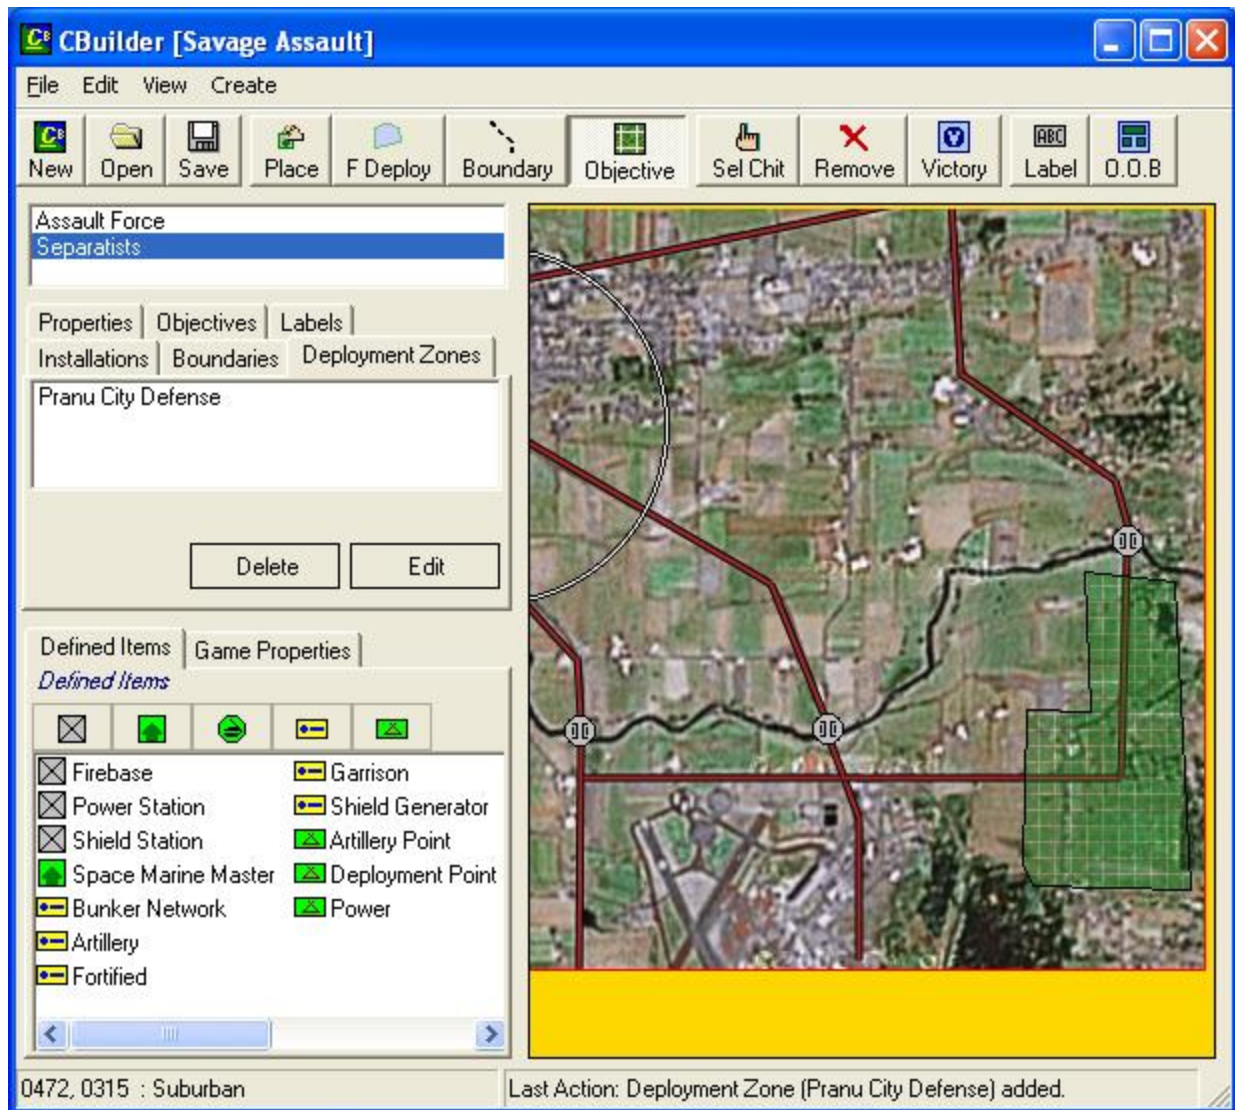 CBuilder [Savage Assault]
File Edit View Create
New Open Save Place F Deploy Boundary Objective Sel Chit Remove Victory Label O.O.B
Assault Force
Separatists
Properties Objectives Labels
Installations Boundaries Deployment Zones
Pranu City Defense
Delete Edit
Defined Items Game Properties
Defined Items
Firebase Garrison
Power Station Shield Generator
Shield Station Artillery Point
Space Marine Master Deployment Point
Bunker Network Power
Artillery
Fortified
0472, 0315 : Suburban Last Action: Deployment Zone (Pranu City Defense) added.